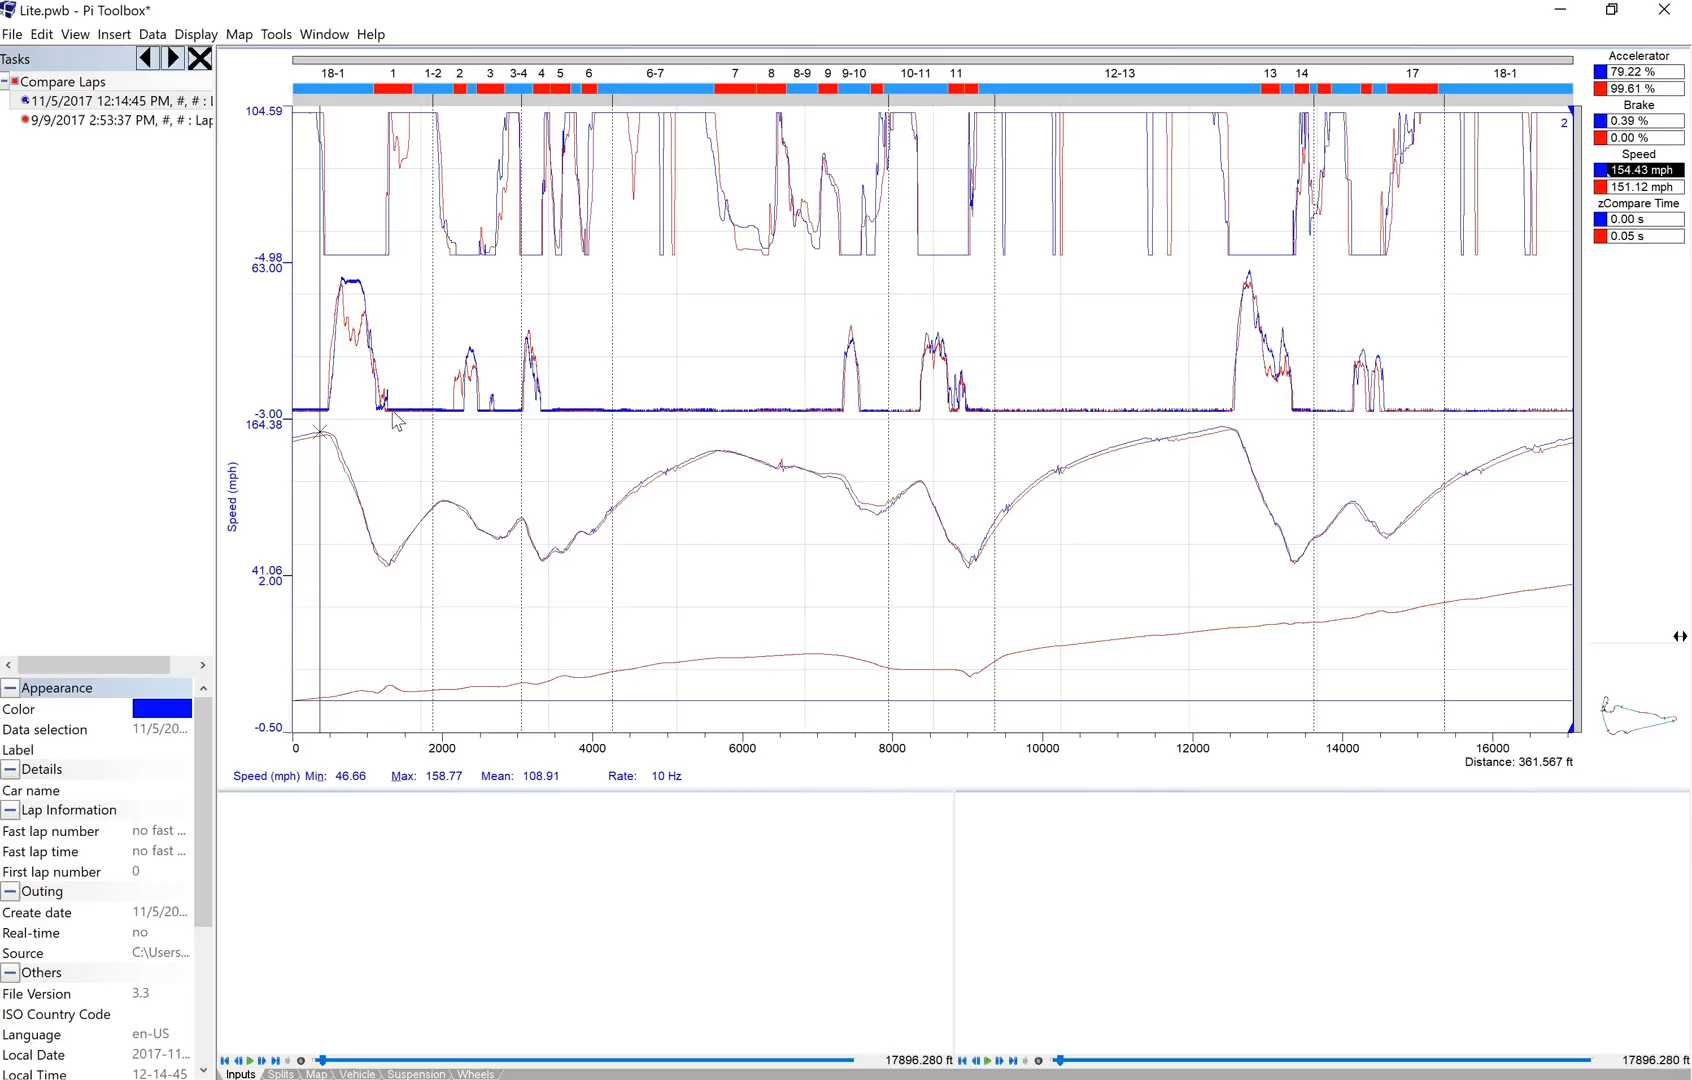 Lite.pwb - Pi Toolbox*
File Edit View Insert Data Display Map Tools Window Help
Tasks
Compare Laps
11/5/2017 12:14:45 PM, #, # : L
9/9/2017 2:53:37 PM, #, # : Lap
18-1 1 1-2 2 3 3-4 4 5 6 6-7 7 8 8-9 9 9-10 10-11 11 12-13 13 14 17 18-1
104.59
2
-4.98
63.00
-3.00
164.38
Speed (mph)
41.06
2.00
-0.50
0 2000 4000 6000 8000 10000 12000 14000 16000
Distance: 361.567 ft
Speed (mph) Min: 46.66 Max: 158.77 Mean: 108.91 Rate: 10 Hz
Accelerator
79.22 %
99.61 %
Brake
0.39 %
0.00 %
Speed
154.43 mph
151.12 mph
zCompare Time
0.00 s
0.05 s
Appearance
Color
Data selection 11/5/20...
Label
Details
Car name
Lap Information
Fast lap number no fast ...
Fast lap time no fast ...
First lap number 0
Outing
Create date 11/5/20...
Real-time no
Source C:\Users...
Others
File Version 3.3
ISO Country Code
Language en-US
Local Date 2017-11...
Local Time 12-14-45
17896.280 ft
17896.280 ft
Inputs Splits Map Vehicle Suspension Wheels